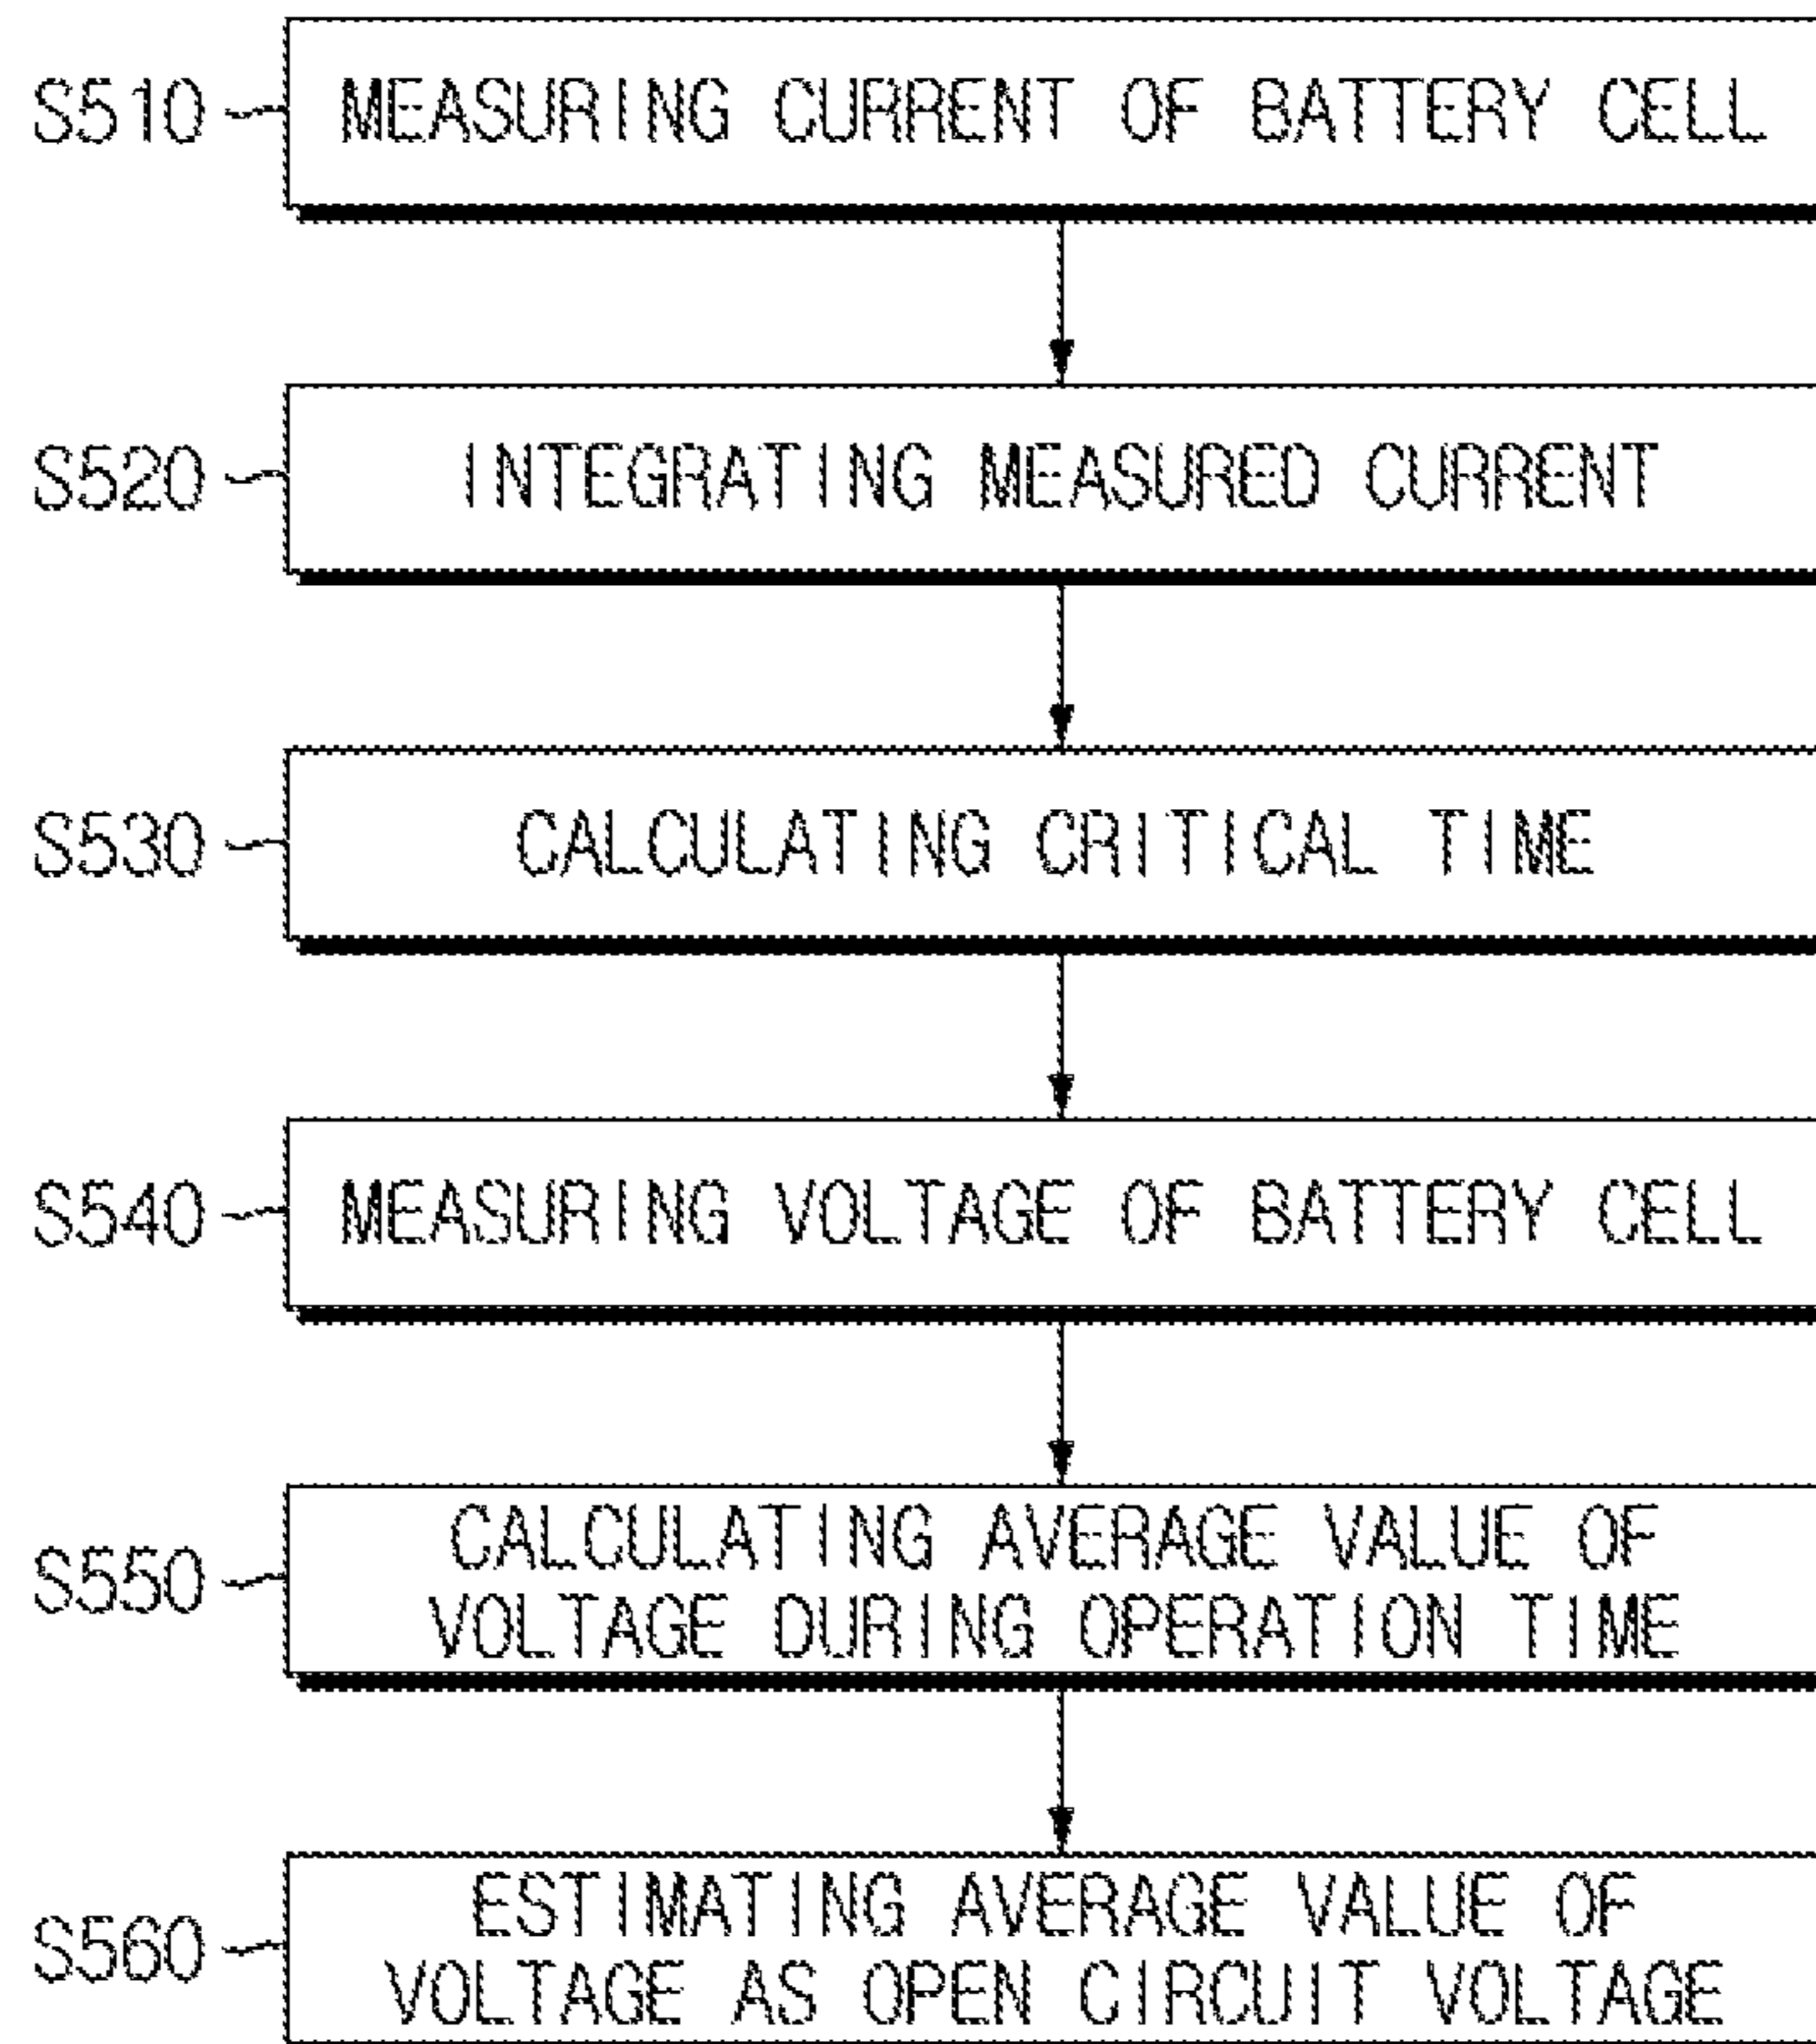 S510 MEASURING CURRENT OF BATTERY CELL
S520 INTEGRATING MEASURED CURRENT
S530 CALCULATING CRITICAL TIME
S540 MEASURING VOLTAGE OF BATTERY CELL
S550 CALCULATING AVERAGE VALUE OF
VOLTAGE DURING OPERATION TIME
S560 ESTIMATING AVERAGE VALUE OF
VOLTAGE AS OPEN CIRCUIT VOLTAGE